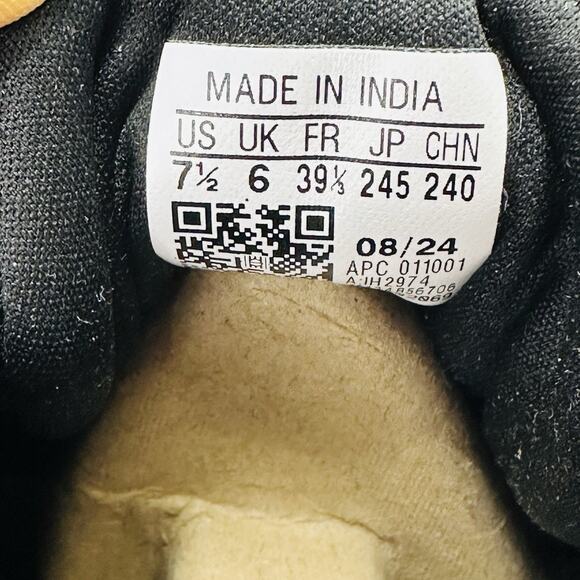 MADE IN INDIA
US UK FR JP CHN
7½ 6 39⅓ 245 240
08/24
APC 011001
A:IH2974